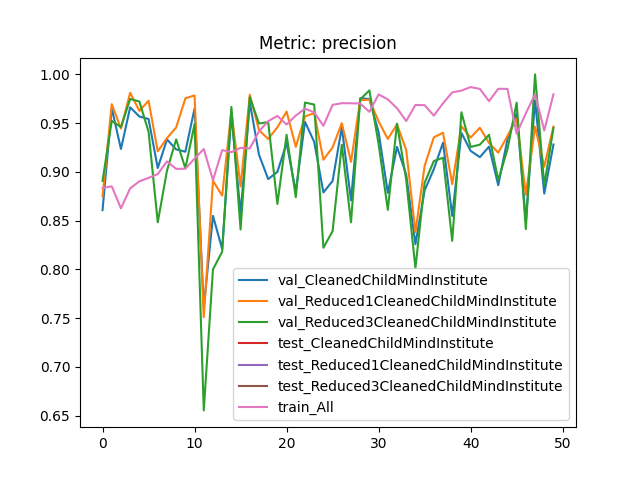 Metric: precision
1.00
0.95
0.90
0.85
0.80
0.75
0.70
0.65
val_CleanedChildMindInstitute
val_Reduced1CleanedChildMindInstitute
val_Reduced3CleanedChildMindInstitute
test_CleanedChildMindInstitute
test_Reduced1CleanedChildMindInstitute
test_Reduced3CleanedChildMindInstitute
train_All
0 10 20 30 40 50